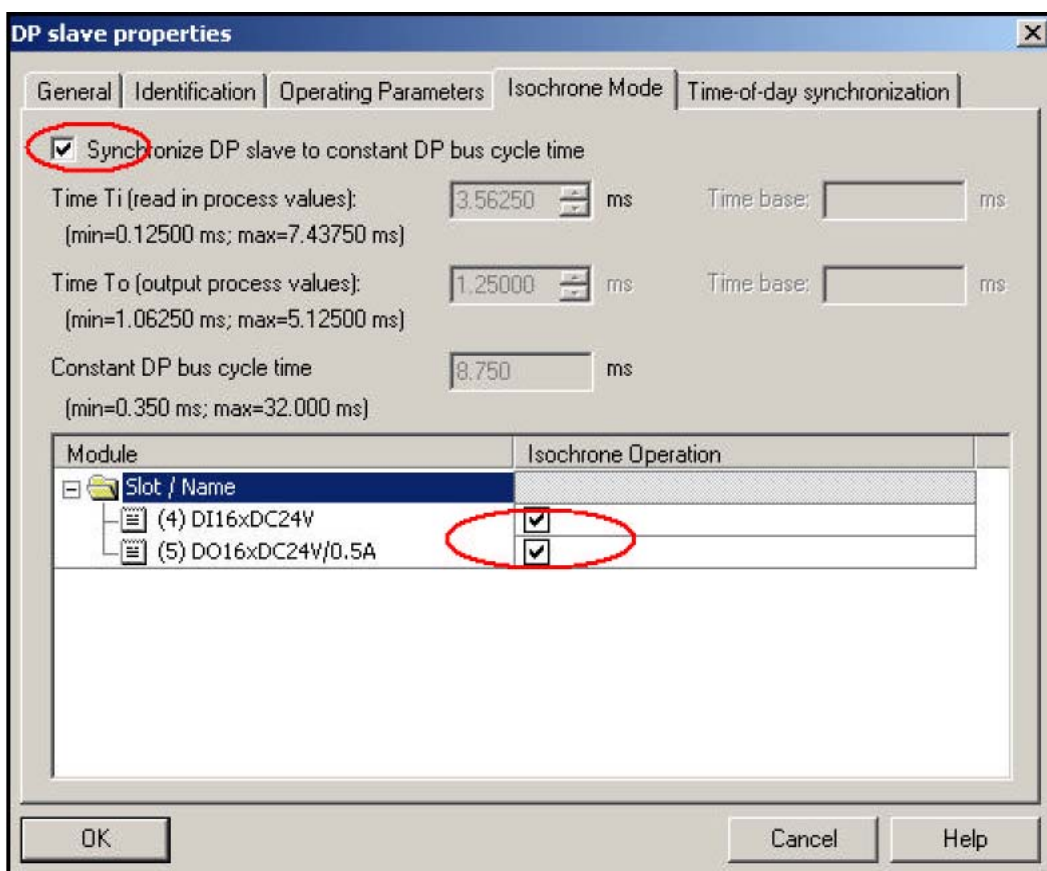 DP slave properties
General Identification Operating Parameters Isochrone Mode Time-of-day synchronization
Synchronize DP slave to constant DP bus cycle time
Time Ti (read in process values): 3.56250 ms Time base: ms
(min=0.12500 ms; max=7.43750 ms)
Time To (output process values): 1.25000 ms Time base: ms
(min=1.06250 ms; max=5.12500 ms)
Constant DP bus cycle time 8.750 ms
(min=0.350 ms; max=32.000 ms)
Module Isochrone Operation
Slot / Name
(4) DI16xDC24V
(5) DO16xDC24V/0.5A
OK Cancel Help